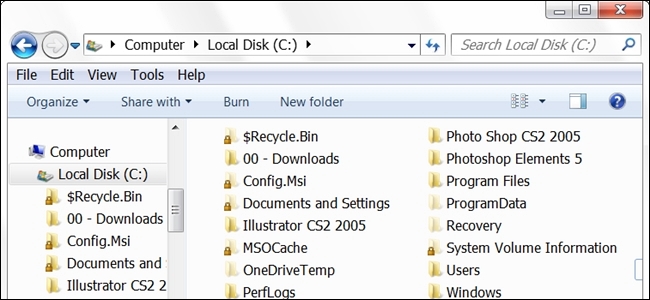 Computer Local Disk (C:) Search Local Disk (C:)
File Edit View Tools Help
Organize Share with Burn New folder
Computer
Local Disk (C:)
$Recycle.Bin
00 - Downloads
Config.Msi
Documents and
Illustrator CS2 2
$Recycle.Bin
00 - Downloads
Config.Msi
Documents and Settings
Illustrator CS2 2005
MSOCache
OneDriveTemp
PerfLogs
Photo Shop CS2 2005
Photoshop Elements 5
Program Files
ProgramData
Recovery
System Volume Information
Users
Windows